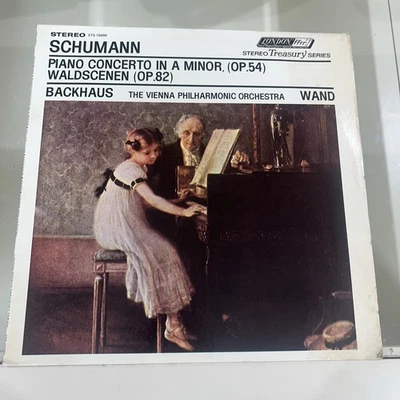 STEREO
LONDON ffrr
STEREO Treasury SERIES
SCHUMANN
PIANO CONCERTO IN A MINOR, (OP.54)
WALDSCENEN (OP.82)
BACKHAUS THE VIENNA PHILHARMONIC ORCHESTRA WAND